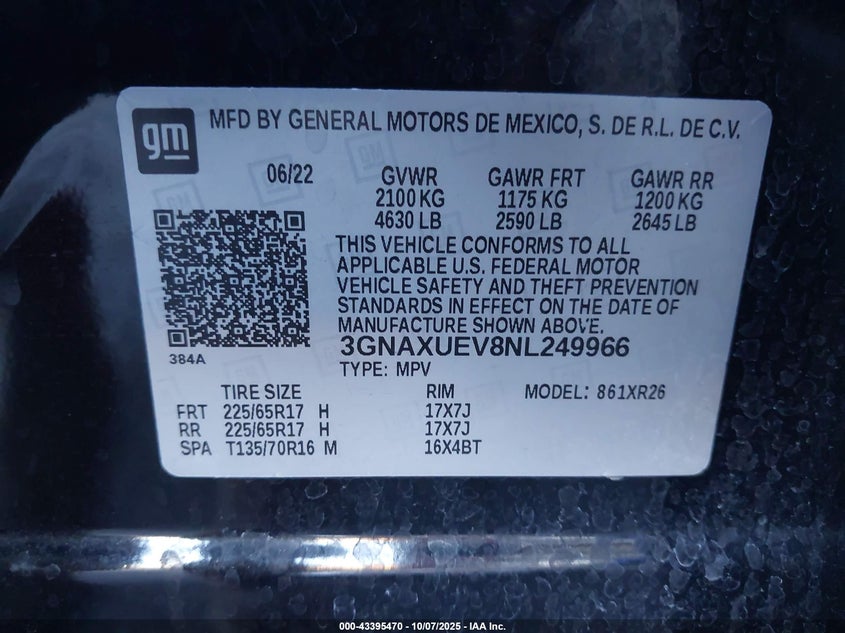 gm
MFD BY GENERAL MOTORS DE MEXICO, S. DE R.L. DE C.V.
06/22 GVWR GAWR FRT GAWR RR
2100 KG 1175 KG 1200 KG
4630 LB 2590 LB 2645 LB
THIS VEHICLE CONFORMS TO ALL
APPLICABLE U.S. FEDERAL MOTOR
VEHICLE SAFETY AND THEFT PREVENTION
STANDARDS IN EFFECT ON THE DATE OF
MANUFACTURE SHOWN ABOVE.
384A
3GNAXUEV8NL249966
TYPE: MPV
TIRE SIZE RIM MODEL: 861XR26
FRT 225/65R17 H 17X7J
RR 225/65R17 H 17X7J
SPA T135/70R16 M 16X4BT
000-43395470 - 10/07/2025 - IAA Inc.